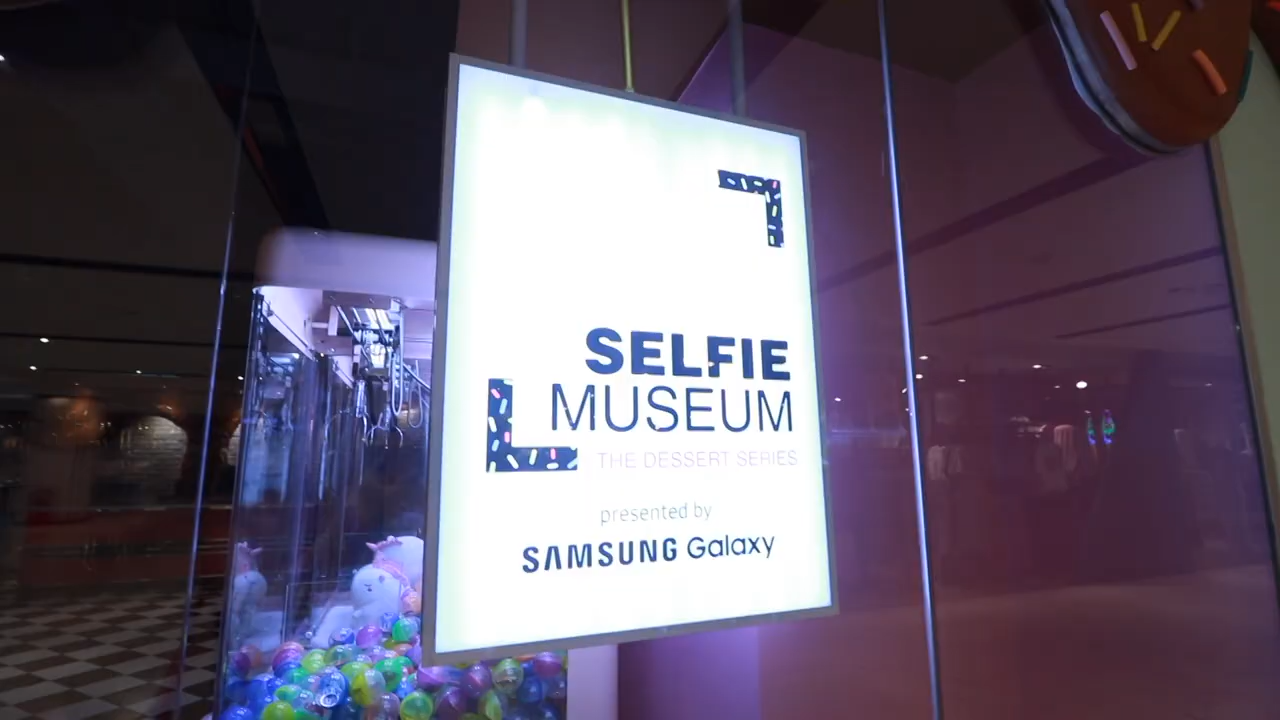 SELFIE
MUSEUM
THE DESSERT SERIES
presented by
SAMSUNG Galaxy